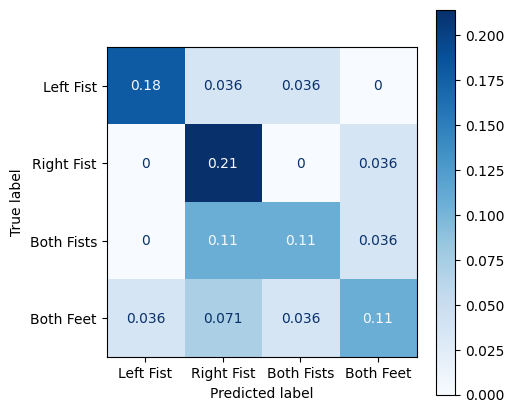 Left Fist 0.18 0.036 0.036 0
Right Fist 0 0.21 0 0.036
Both Fists 0 0.11 0.11 0.036
Both Feet 0.036 0.071 0.036 0.11
Left Fist Right Fist Both Fists Both Feet
Predicted label
True label
0.200
0.175
0.150
0.125
0.100
0.075
0.050
0.025
0.000